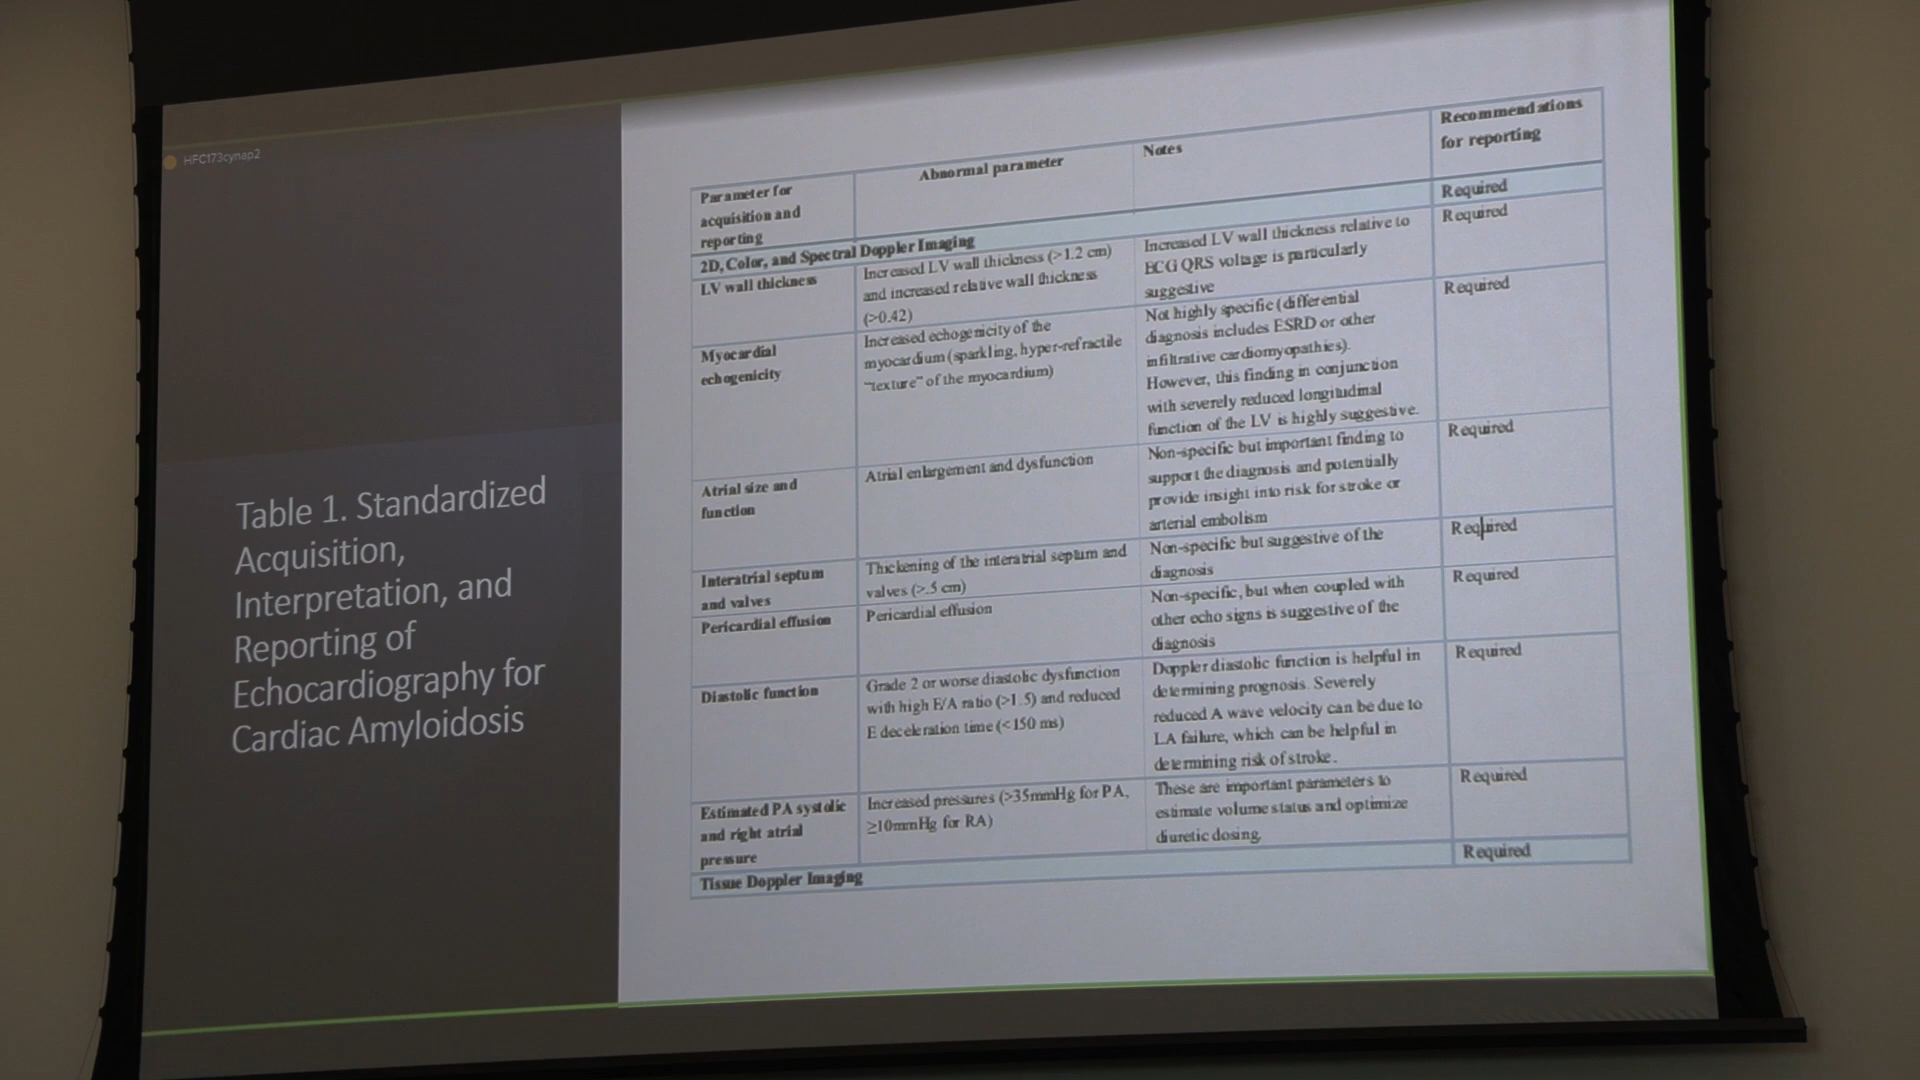 HFC173cynap2
Table 1. Standardized
Acquisition,
Interpretation, and
Reporting of
Echocardiography for
Cardiac Amyloidosis
Parameter for
acquisition and
reporting
Abnormal parameter
Notes
Recommendations
for reporting
2D, Color, and Spectral Doppler Imaging
Required
LV wall thickness
Increased LV wall thickness (>1.2 cm)
and increased relative wall thickness
(>0.42)
Increased LV wall thickness relative to
ECG QRS voltage is particularly
suggestive
Required
Myocardial
echogenicity
Increased echogenicity of the
myocardium (sparkling, hyper-refractile
"texture" of the myocardium)
Not highly specific (differential
diagnosis includes ESRD or other
infiltrative cardiomyopathies).
However, this finding in conjunction
with severely reduced longitudinal
function of the LV is highly suggestive.
Required
Atrial size and
function
Atrial enlargement and dysfunction
Non-specific but important finding to
support the diagnosis and potentially
provide insight into risk for stroke or
arterial embolism
Required
Interatrial septum
and valves
Thickening of the interatrial septum and
valves (>.5 cm)
Non-specific but suggestive of the
diagnosis
Required
Pericardial effusion
Pericardial effusion
Non-specific, but when coupled with
other echo signs is suggestive of the
diagnosis
Required
Diastolic function
Grade 2 or worse diastolic dysfunction
with high E/A ratio (>1.5) and reduced
E deceleration time (<150 ms)
Doppler diastolic function is helpful in
determining prognosis. Severely
reduced A wave velocity can be due to
LA failure, which can be helpful in
determining risk of stroke.
Required
Estimated PA systolic
and right atrial
pressure
Increased pressures (>35mmHg for PA,
≥10mmHg for RA)
These are important parameters to
estimate volume status and optimize
diuretic dosing.
Required
Tissue Doppler Imaging
Required